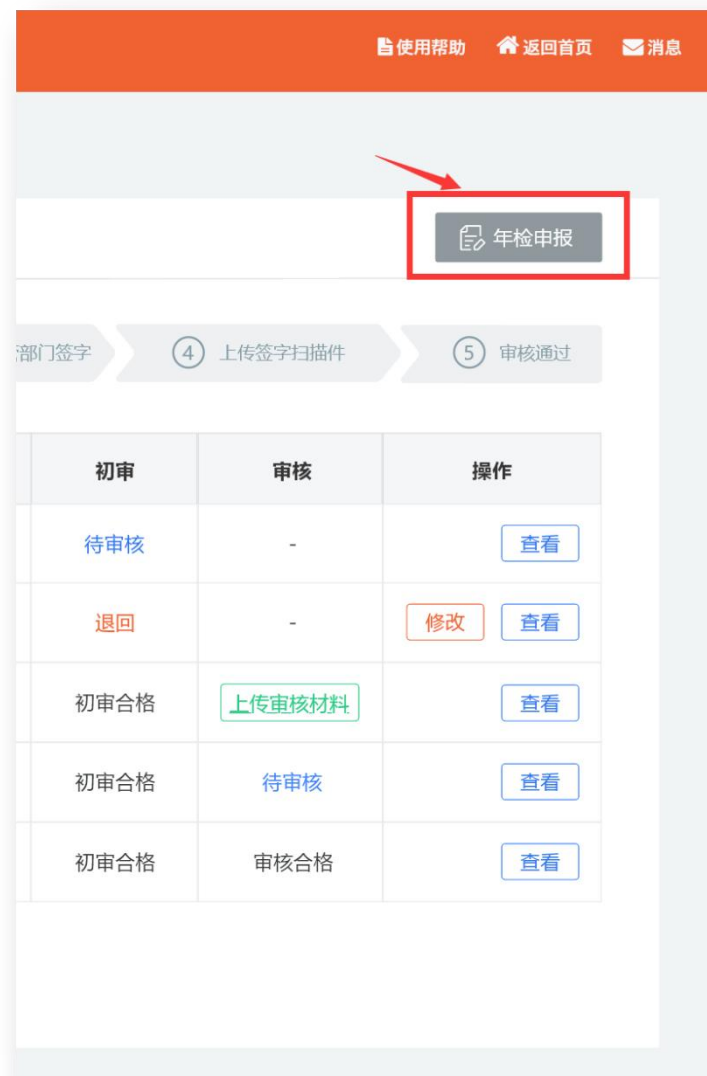 使用帮助 返回首页 消息
年检申报
部门签字 4 上传签字扫描件 5 审核通过
初审 审核 操作
待审核 - 查看
退回 - 修改 查看
初审合格 上传审核材料 查看
初审合格 待审核 查看
初审合格 审核合格 查看